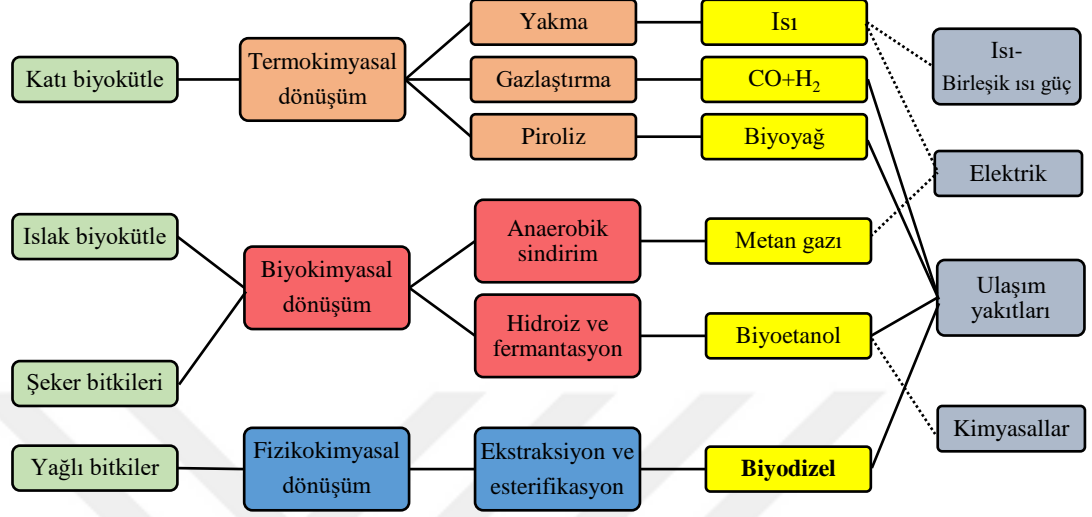 Katı biyokütle
Termokimyasal
dönüşüm
Yakma
Isı
Gazlaştırma
CO+H₂
Piroliz
Biyoyağ
Isı-
Birleşik ısı güç
Elektrik
Islak biyokütle
Şeker bitkileri
Biyokimyasal
dönüşüm
Anaerobik
sindirim
Metan gazı
Hidroiz ve
fermantasyon
Biyoetanol
Ulaşım
yakıtları
Kimyasallar
Yağlı bitkiler
Fizikokimyasal
dönüşüm
Ekstraksiyon ve
esterifikasyon
Biyodizel